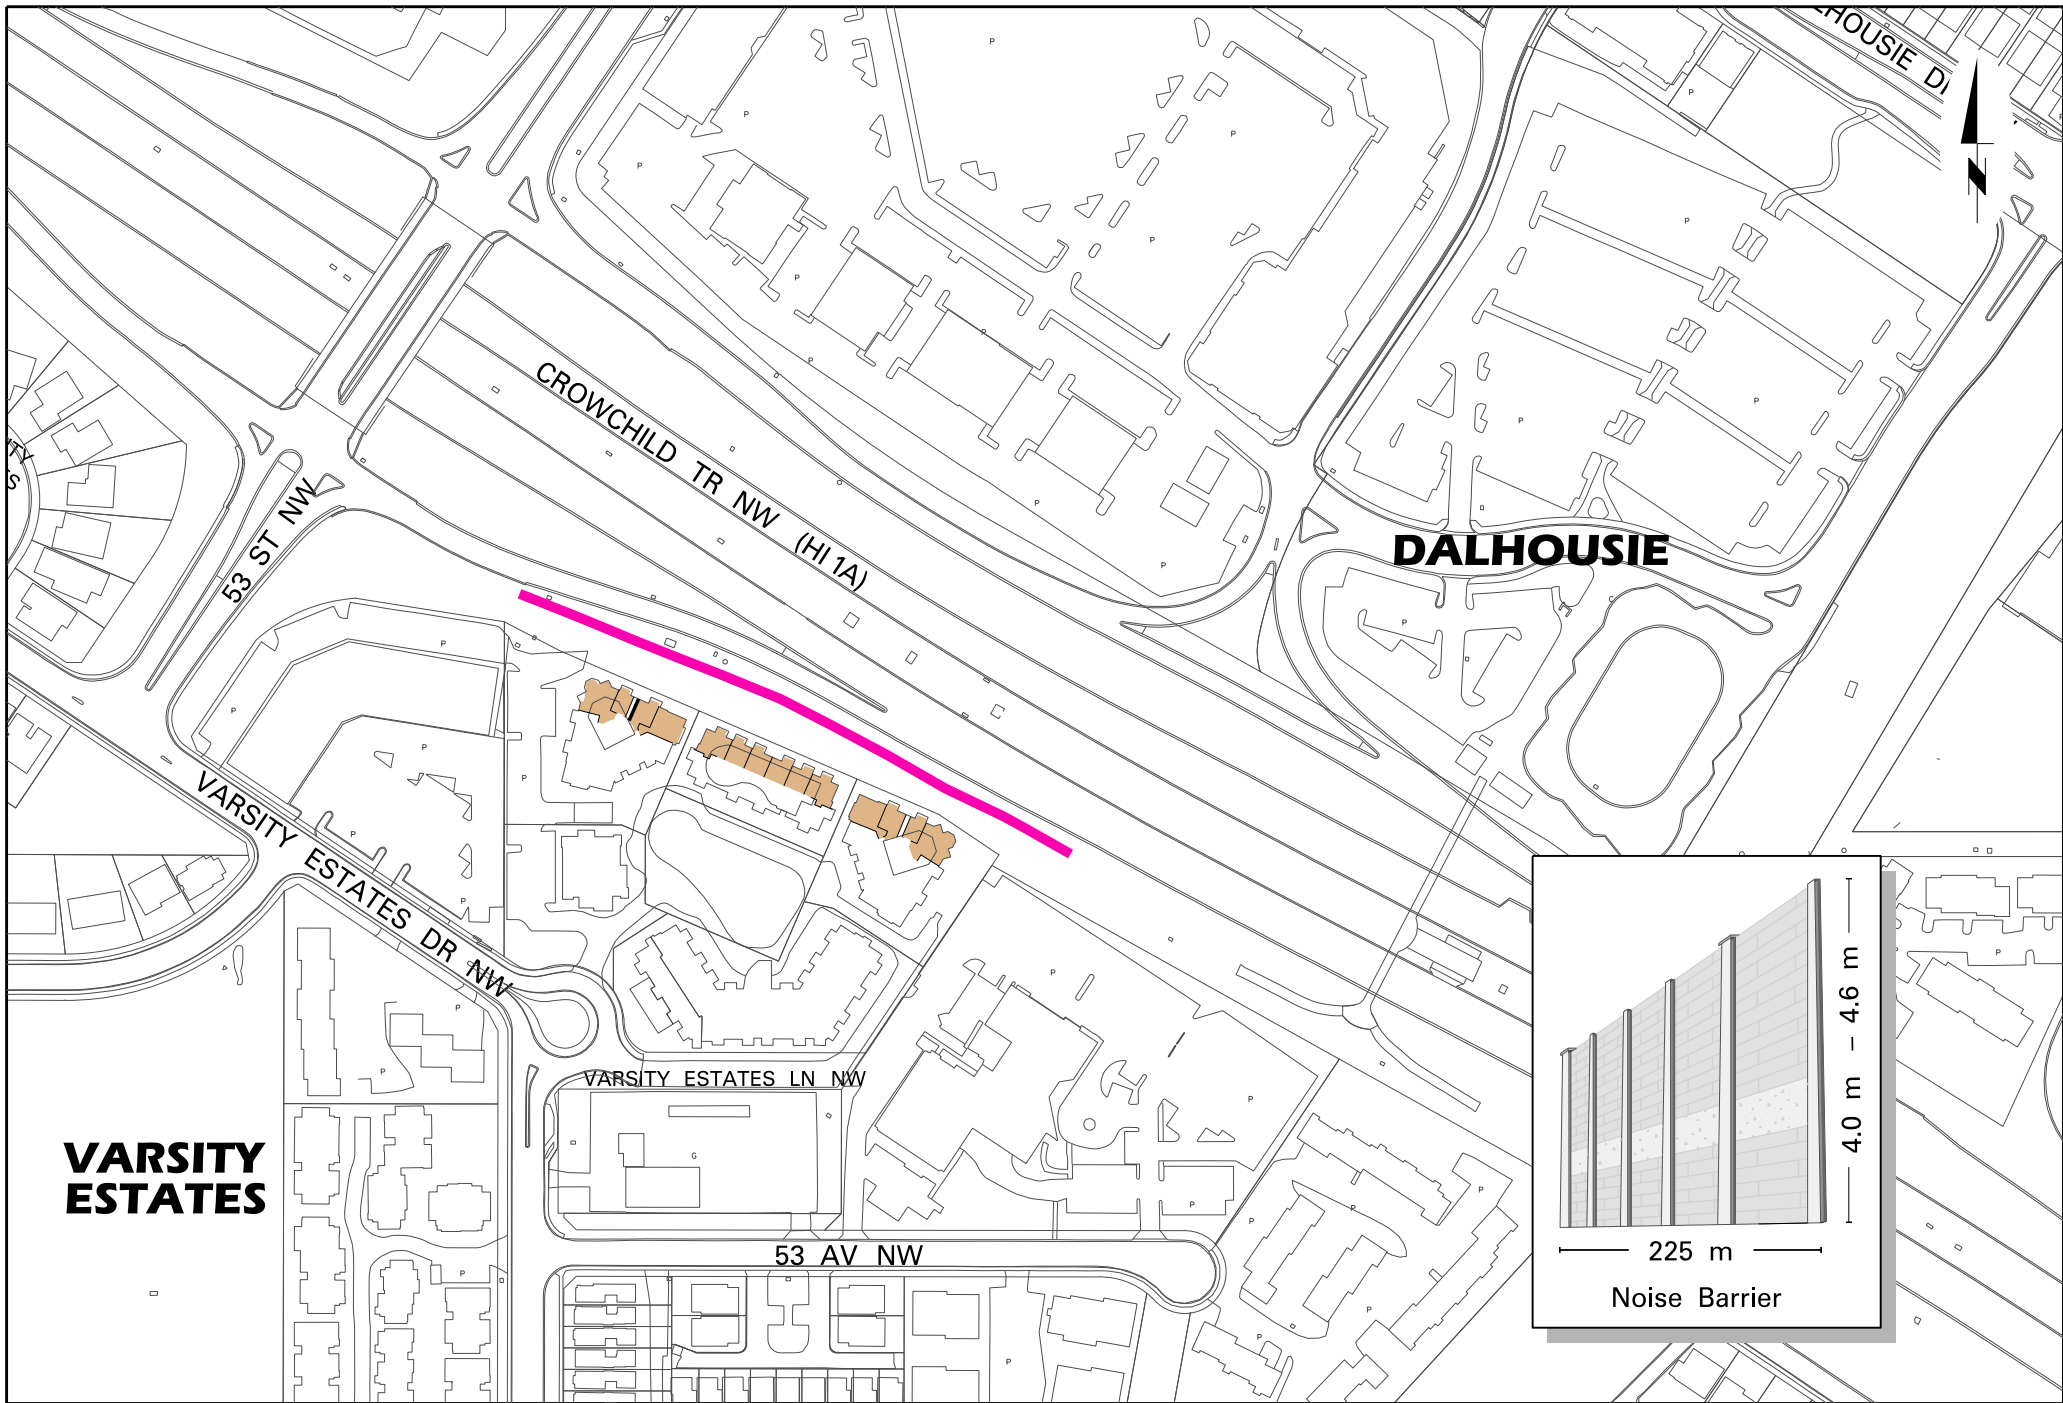 CROWCHILD TR NW (HI 1A)
53 ST NW
DALHOUSIE
VARSITY ESTATES DR NW
VARSITY ESTATES LN NW
VARSITY
ESTATES
53 AV NW
4.0 m – 4.6 m
225 m
Noise Barrier
N